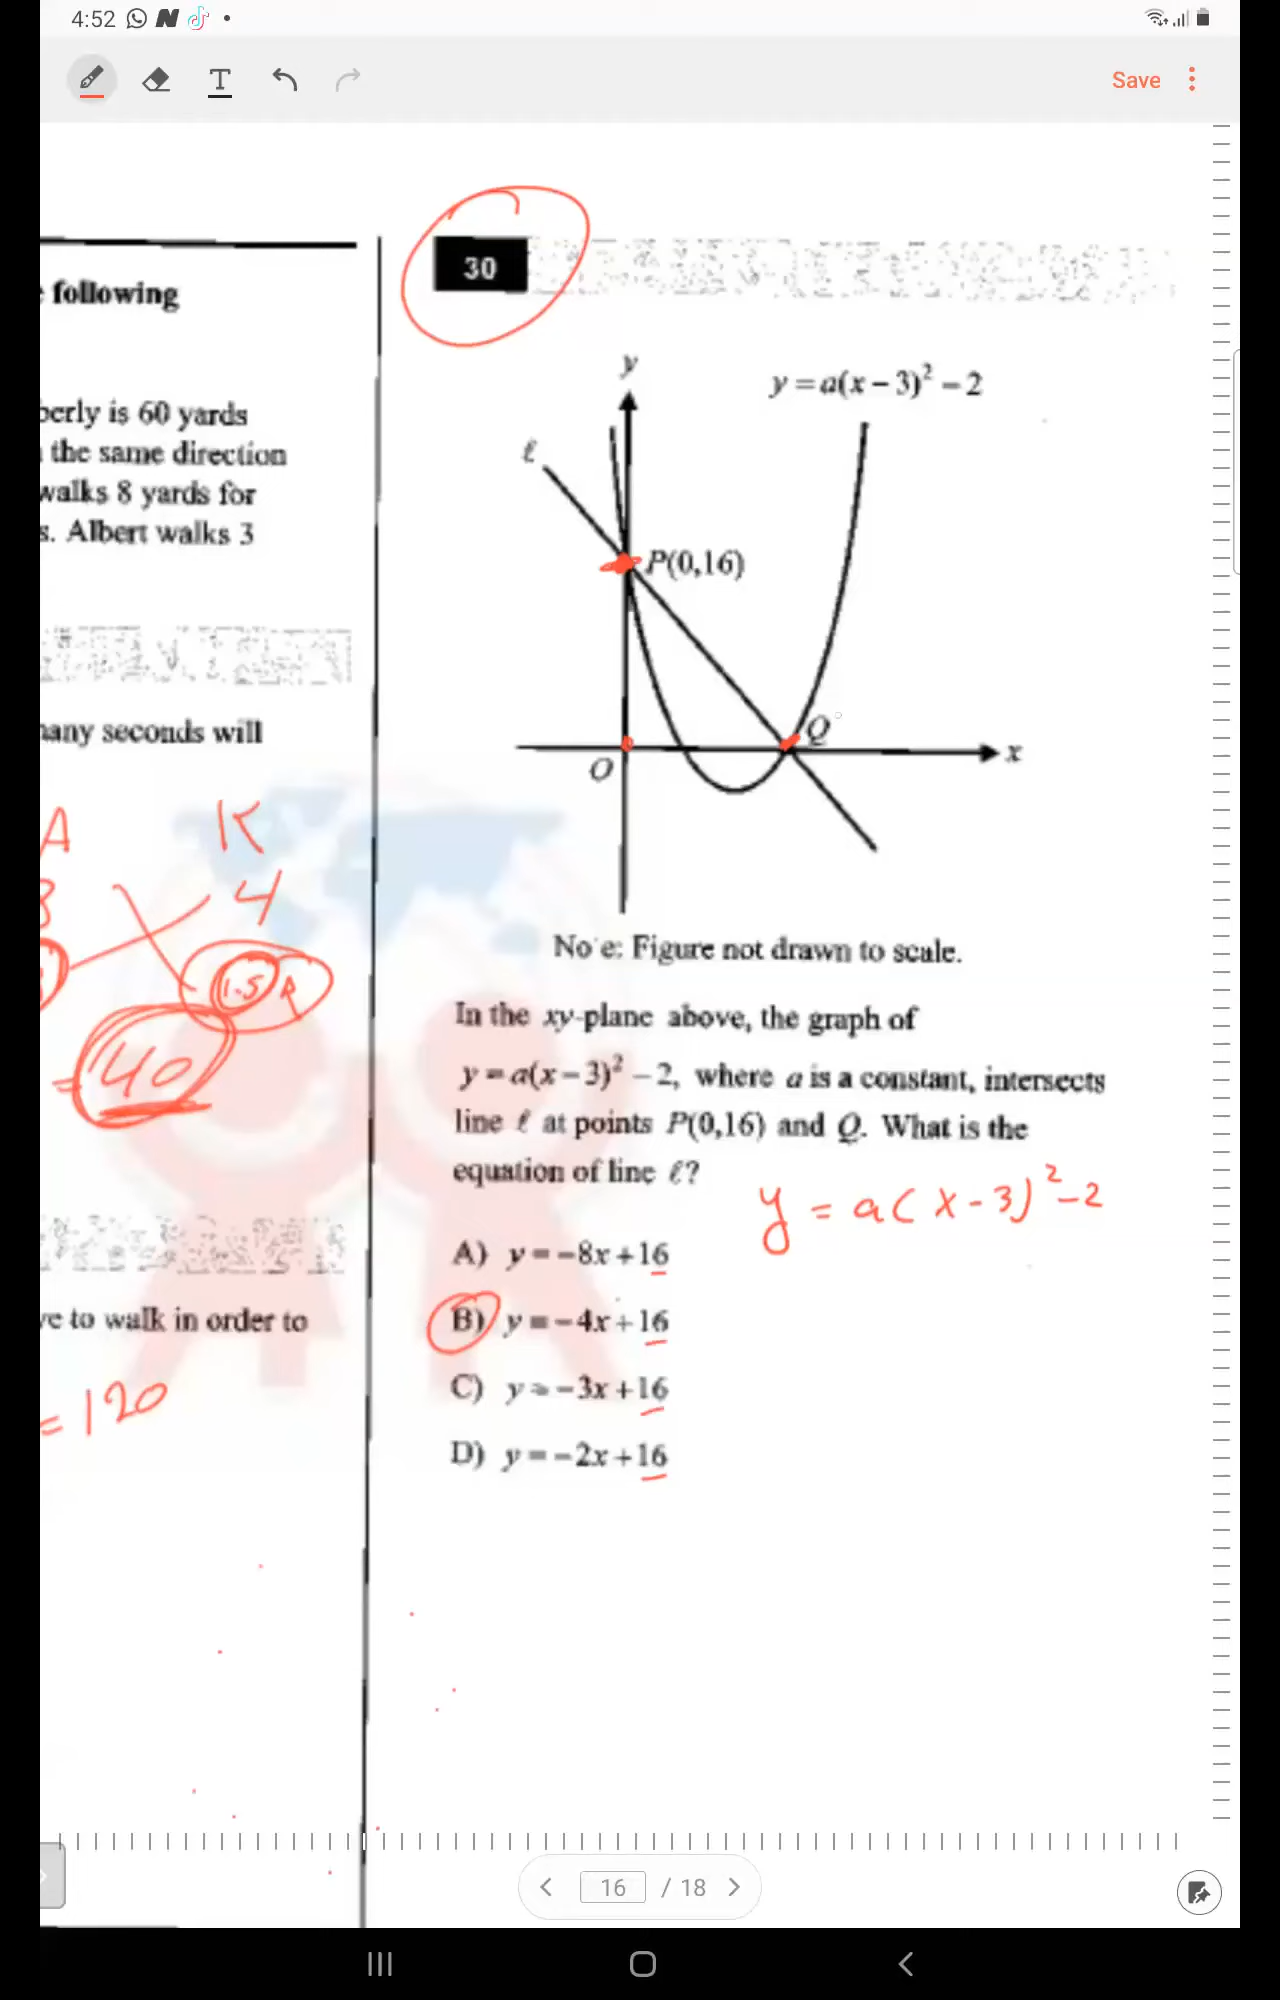 4:52
T
Save
30
following
y
y = a(x – 3)² – 2
ℓ
berly is 60 yards
the same direction
walks 8 yards for
s. Albert walks 3
P(0,16)
Q
O
x
many seconds will
A K
3 4
1.5
= 40
No e: Figure not drawn to scale.
In the xy-plane above, the graph of
y = a(x – 3)² – 2, where a is a constant, intersects
line ℓ at points P(0,16) and Q. What is the
equation of line ℓ?
y = a(x-3)²-2
A) y = –8x + 16
B) y = –4x + 16
C) y = –3x + 16
D) y = –2x + 16
ve to walk in order to
= 120
16 / 18